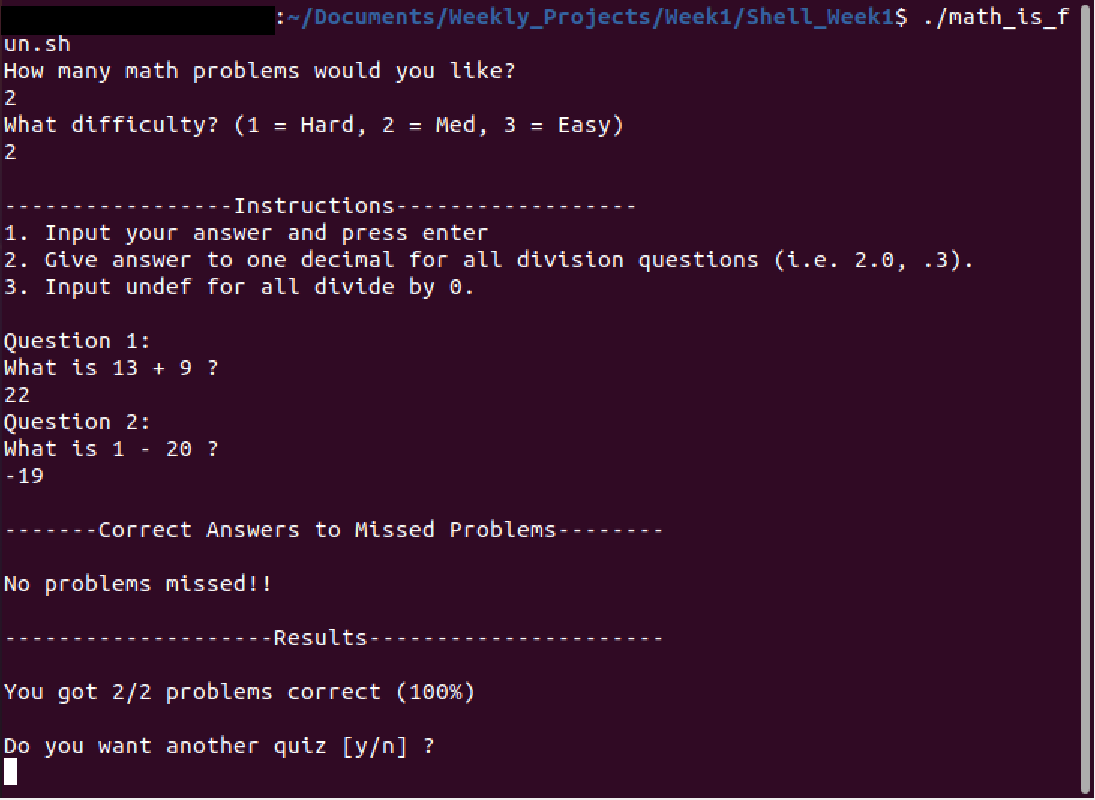 :~/Documents/Weekly_Projects/Week1/Shell_Week1$ ./math_is_f
un.sh
How many math problems would you like?
2
What difficulty? (1 = Hard, 2 = Med, 3 = Easy)
2
-----------------Instructions------------------
1. Input your answer and press enter
2. Give answer to one decimal for all division questions (i.e. 2.0, .3).
3. Input undef for all divide by 0.
Question 1:
What is 13 + 9 ?
22
Question 2:
What is 1 - 20 ?
-19
-------Correct Answers to Missed Problems--------
No problems missed!!
--------------------Results----------------------
You got 2/2 problems correct (100%)
Do you want another quiz [y/n] ?